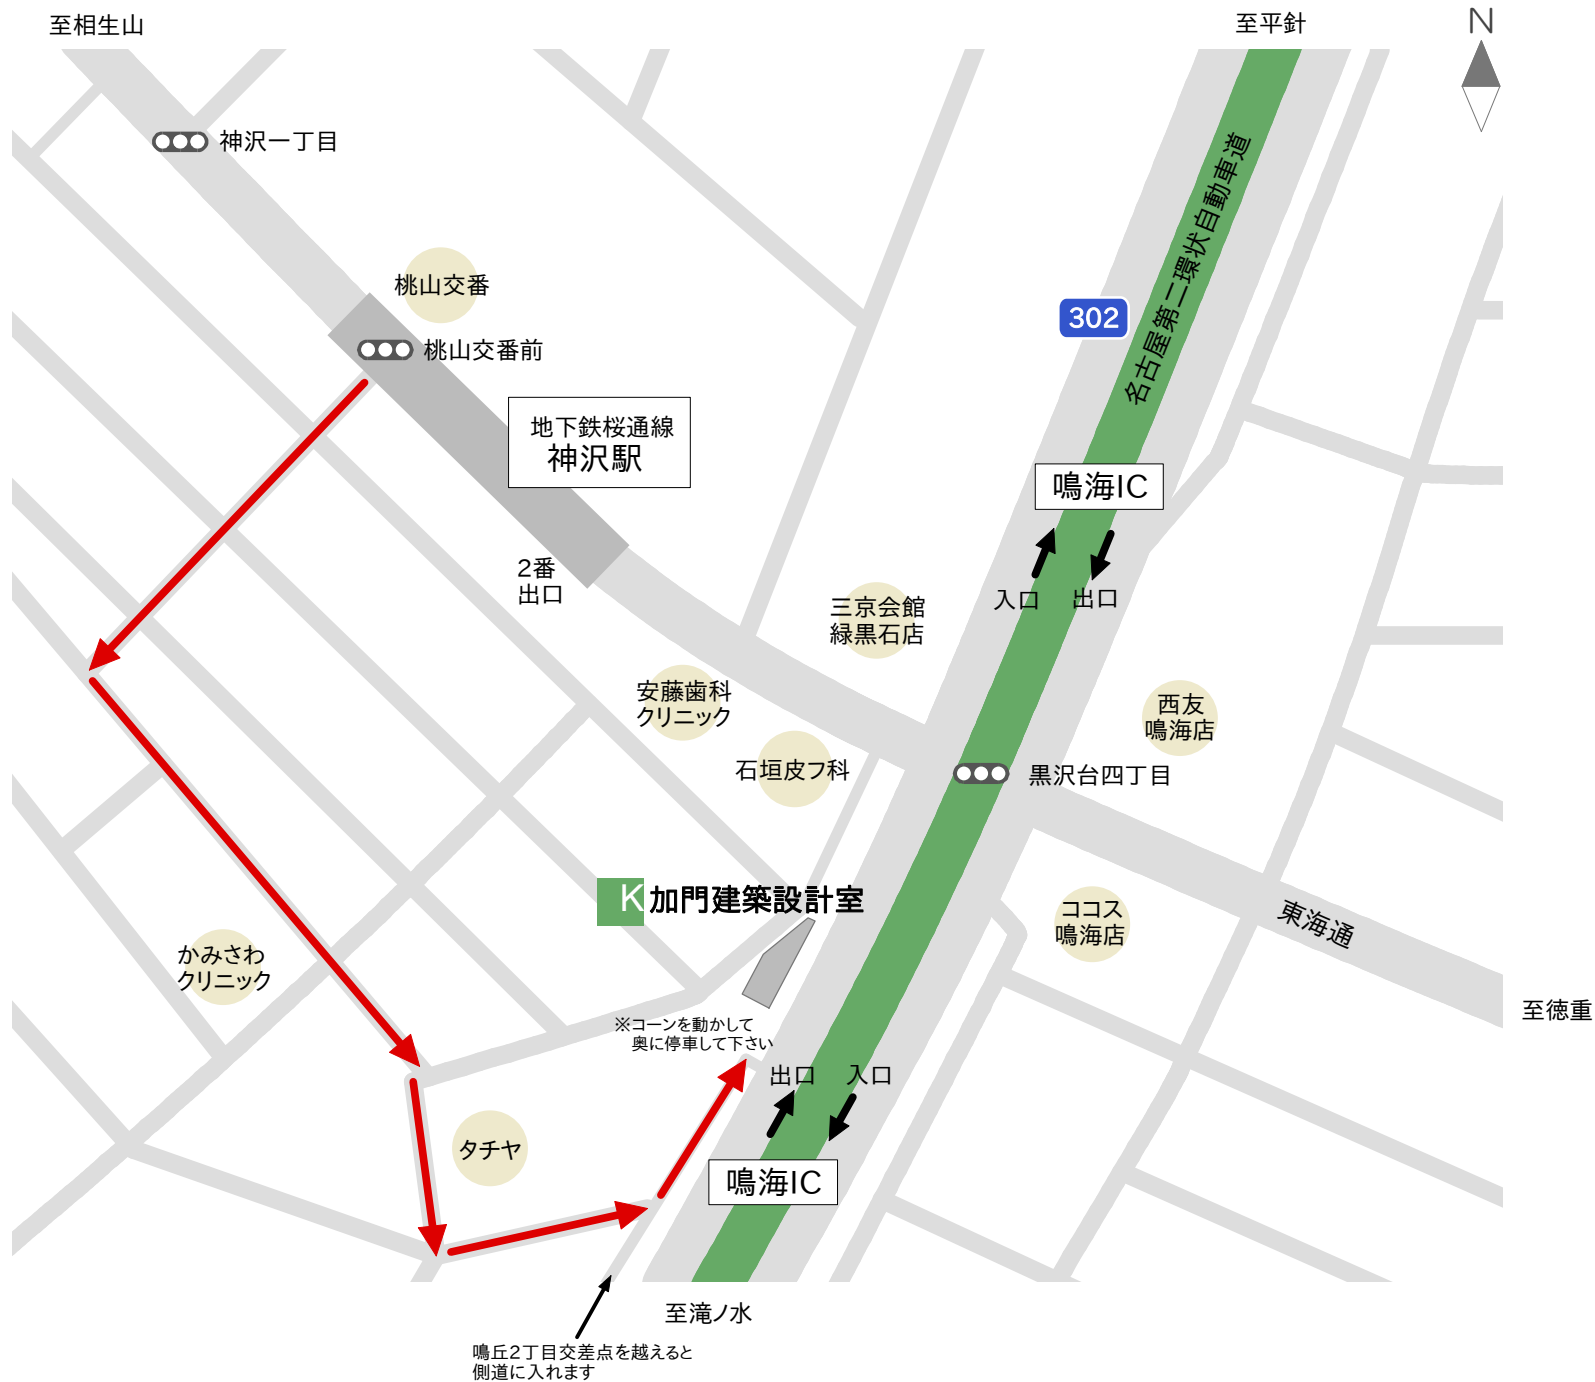 至相生山
至平針
N
神沢一丁目
名古屋第二環状自動車道
桃山交番
302
桃山交番前
地下鉄桜通線
神沢駅
鳴海IC
2番
出口
入口
出口
三京会館
緑黒石店
安藤歯科
クリニック
西友
鳴海店
石垣皮フ科
黒沢台四丁目
K 加門建築設計室
ココス
鳴海店
東海通
かみさわ
クリニック
至徳重
※コーンを動かして
奥に停車して下さい
出口
入口
タチヤ
鳴海IC
至滝ノ水
鳴丘2丁目交差点を越えると
側道に入れます